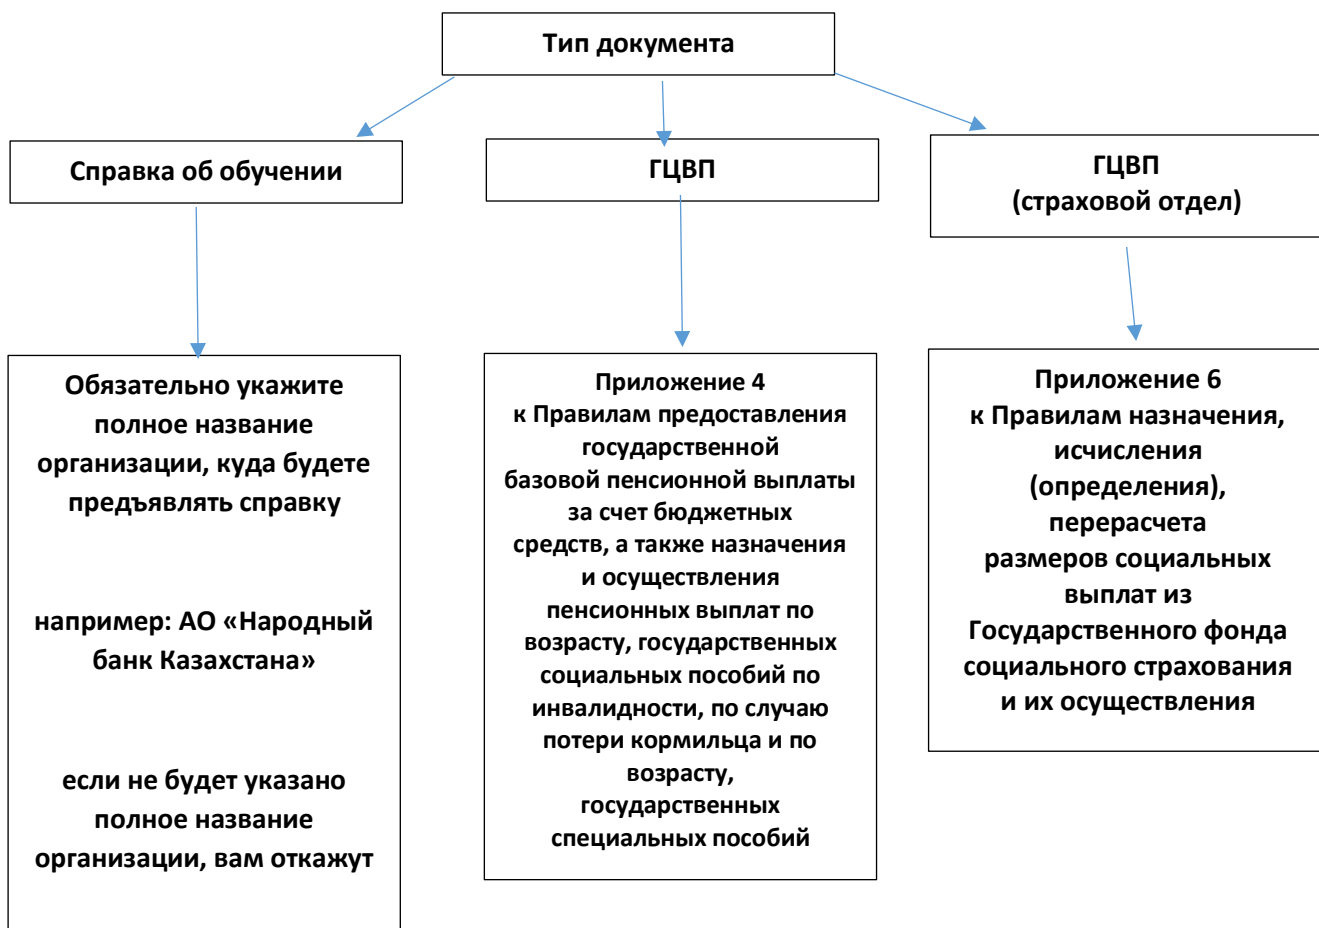 Тип документа
Справка об обучении
ГЦВП
ГЦВП
(страховой отдел)
Обязательно укажите
полное название
организации, куда будете
предъявлять справку
например: АО «Народный
банк Казахстана»
если не будет указано
полное название
организации, вам откажут
Приложение 4
к Правилам предоставления
государственной
базовой пенсионной выплаты
за счет бюджетных
средств, а также назначения
и осуществления
пенсионных выплат по
возрасту, государственных
социальных пособий по
инвалидности, по случаю
потери кормильца и по
возрасту,
государственных
специальных пособий
Приложение 6
к Правилам назначения,
исчисления
(определения),
перерасчета
размеров социальных
выплат из
Государственного фонда
социального страхования
и их осуществления